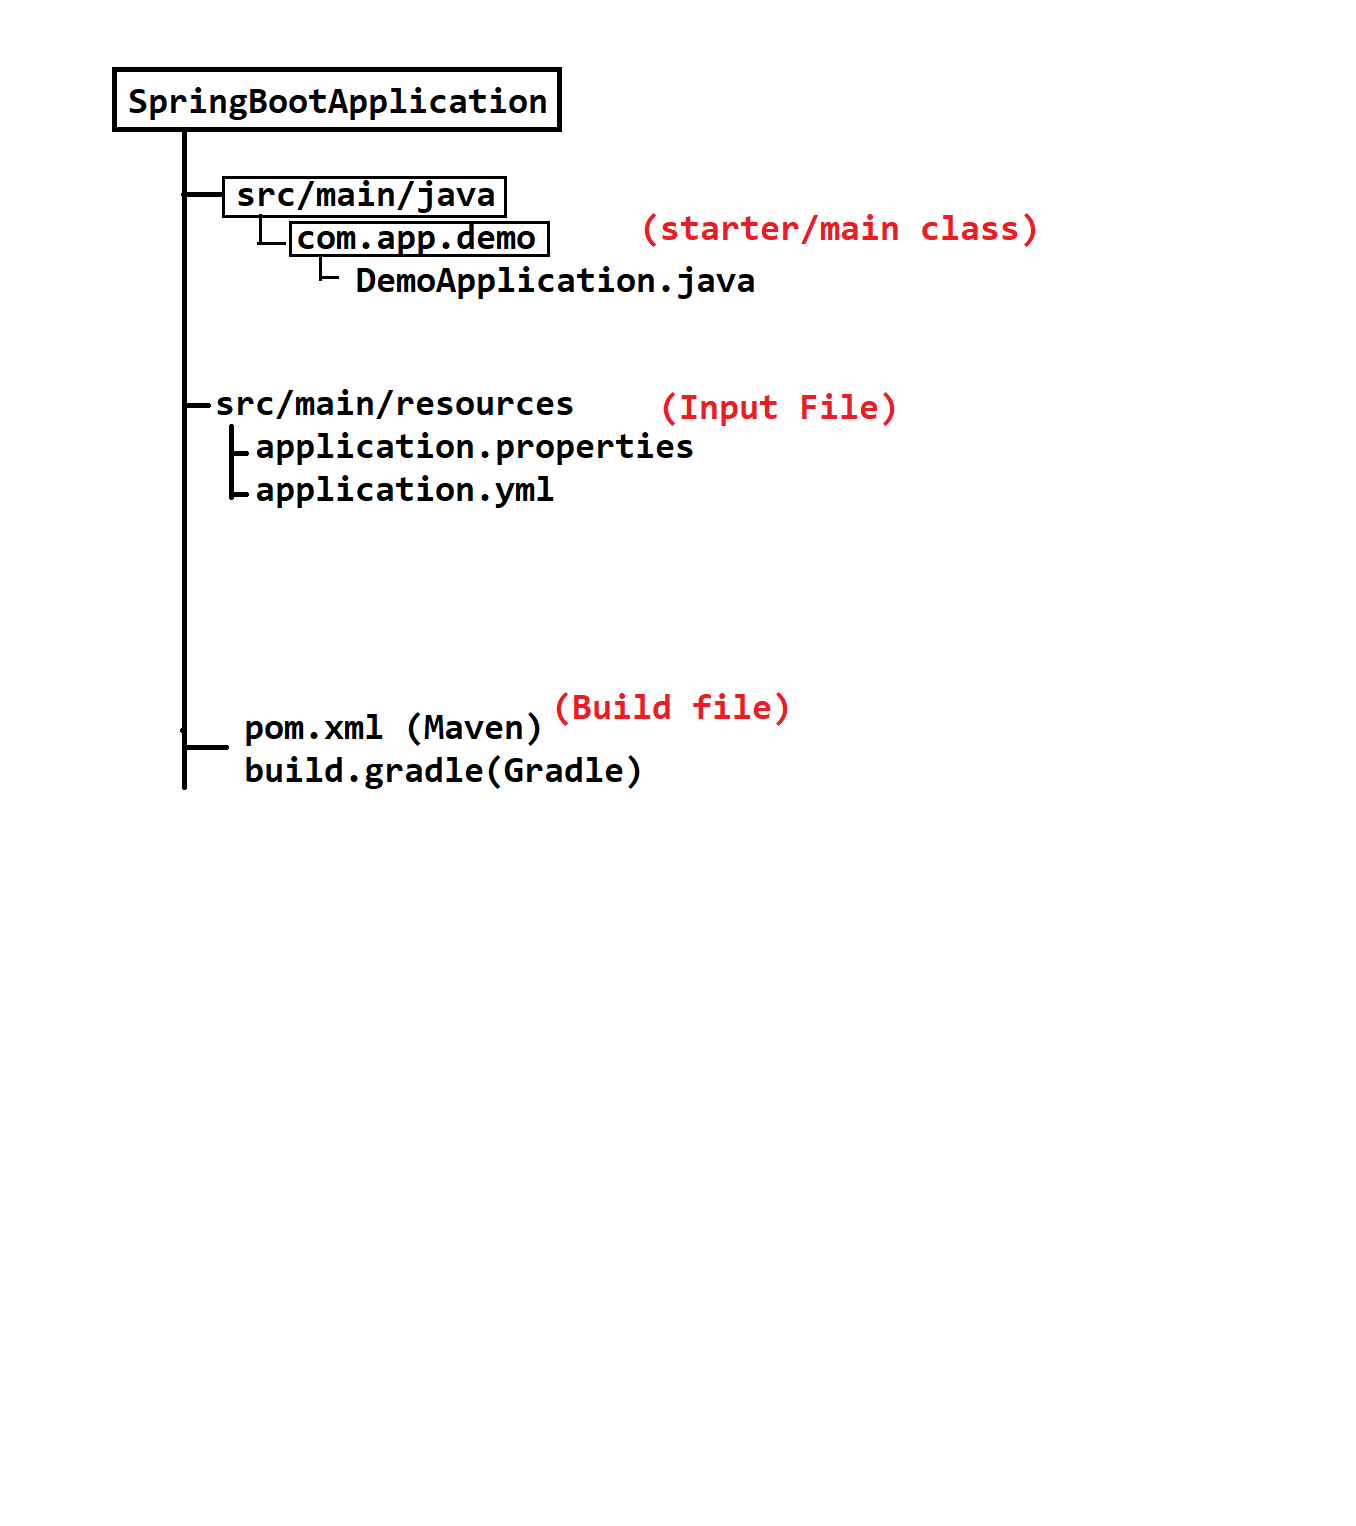 SpringBootApplication
src/main/java
(starter/main class)
com.app.demo
DemoApplication.java
src/main/resources
(Input File)
application.properties
application.yml
(Build file)
pom.xml (Maven)
build.gradle(Gradle)